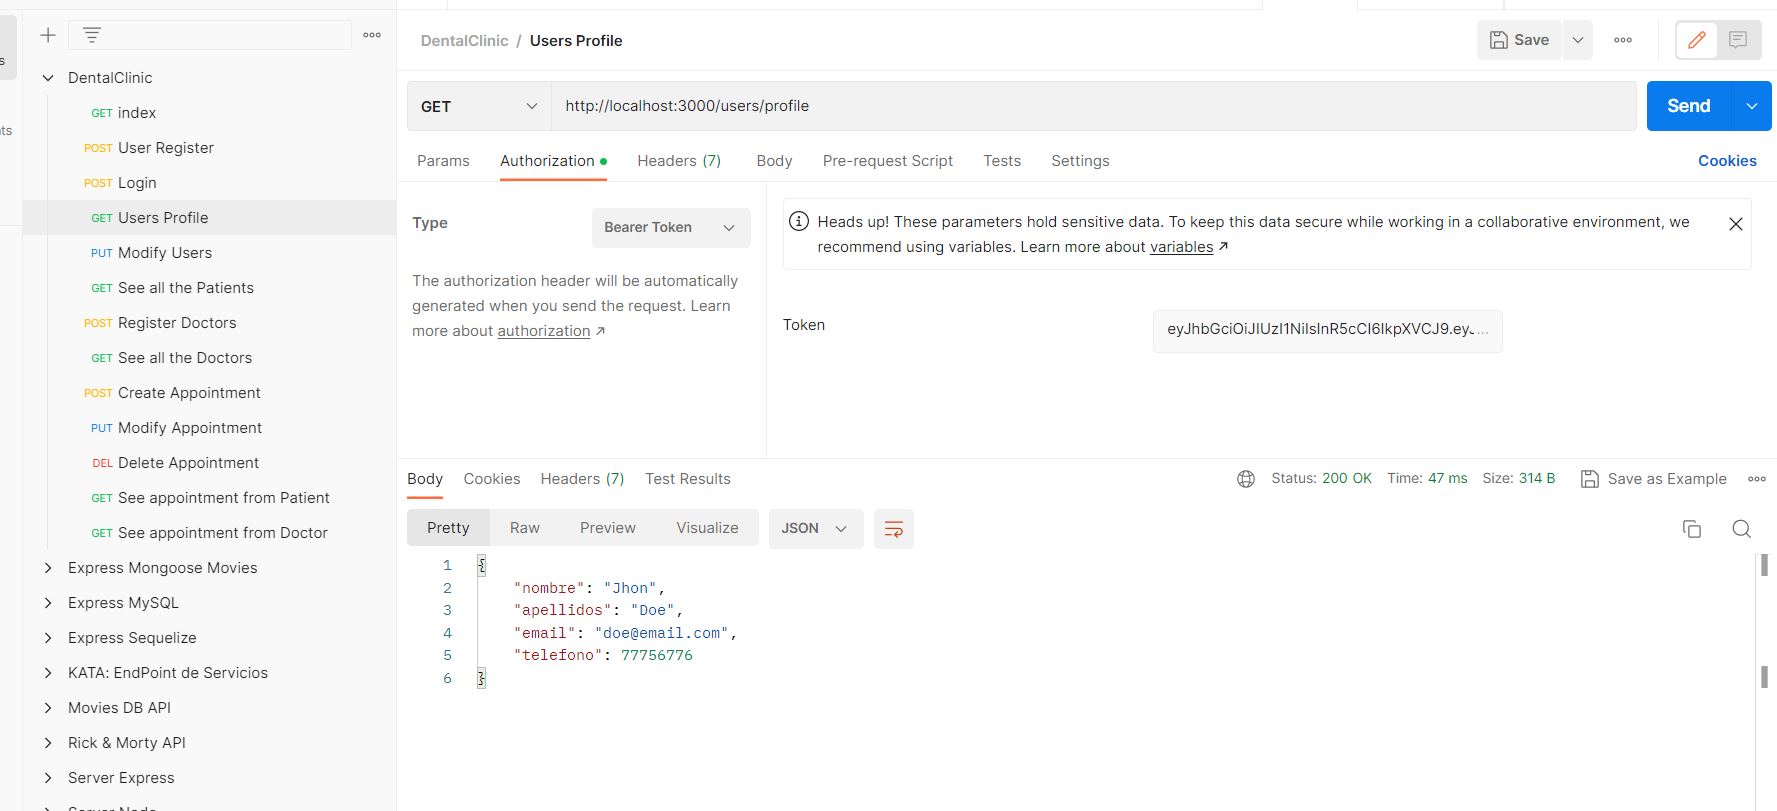 s
ts
DentalClinic
GET index
POST User Register
POST Login
GET Users Profile
PUT Modify Users
GET See all the Patients
POST Register Doctors
GET See all the Doctors
POST Create Appointment
PUT Modify Appointment
DEL Delete Appointment
GET See appointment from Patient
GET See appointment from Doctor
Express Mongoose Movies
Express MySQL
Express Sequelize
KATA: EndPoint de Servicios
Movies DB API
Rick & Morty API
Server Express
DentalClinic / Users Profile
Save
GET http://localhost:3000/users/profile Send
Params Authorization Headers (7) Body Pre-request Script Tests Settings Cookies
Type Bearer Token
The authorization header will be automatically
generated when you send the request. Learn
more about authorization ↗
Heads up! These parameters hold sensitive data. To keep this data secure while working in a collaborative environment, we
recommend using variables. Learn more about variables ↗
Token eyJhbGciOiJIUzI1NiIsInR5cCI6IkpXVCJ9.eyJ...
Body Cookies Headers (7) Test Results Status: 200 OK Time: 47 ms Size: 314 B Save as Example
Pretty Raw Preview Visualize JSON
1 {
2 "nombre": "Jhon",
3 "apellidos": "Doe",
4 "email": "doe@email.com",
5 "telefono": 77756776
6 }